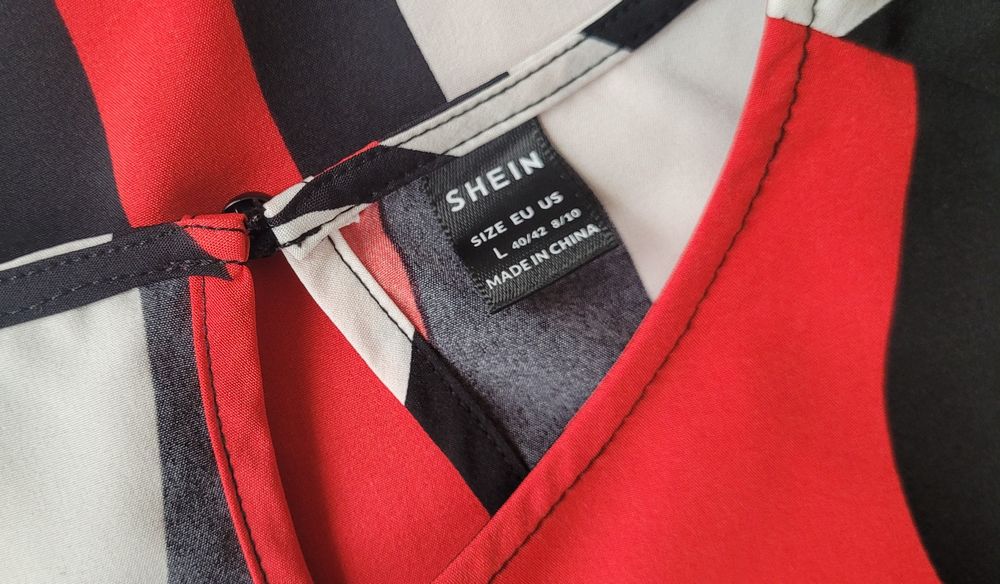 SHEIN
SIZE EU US
L 40/42 8/10
MADE IN CHINA